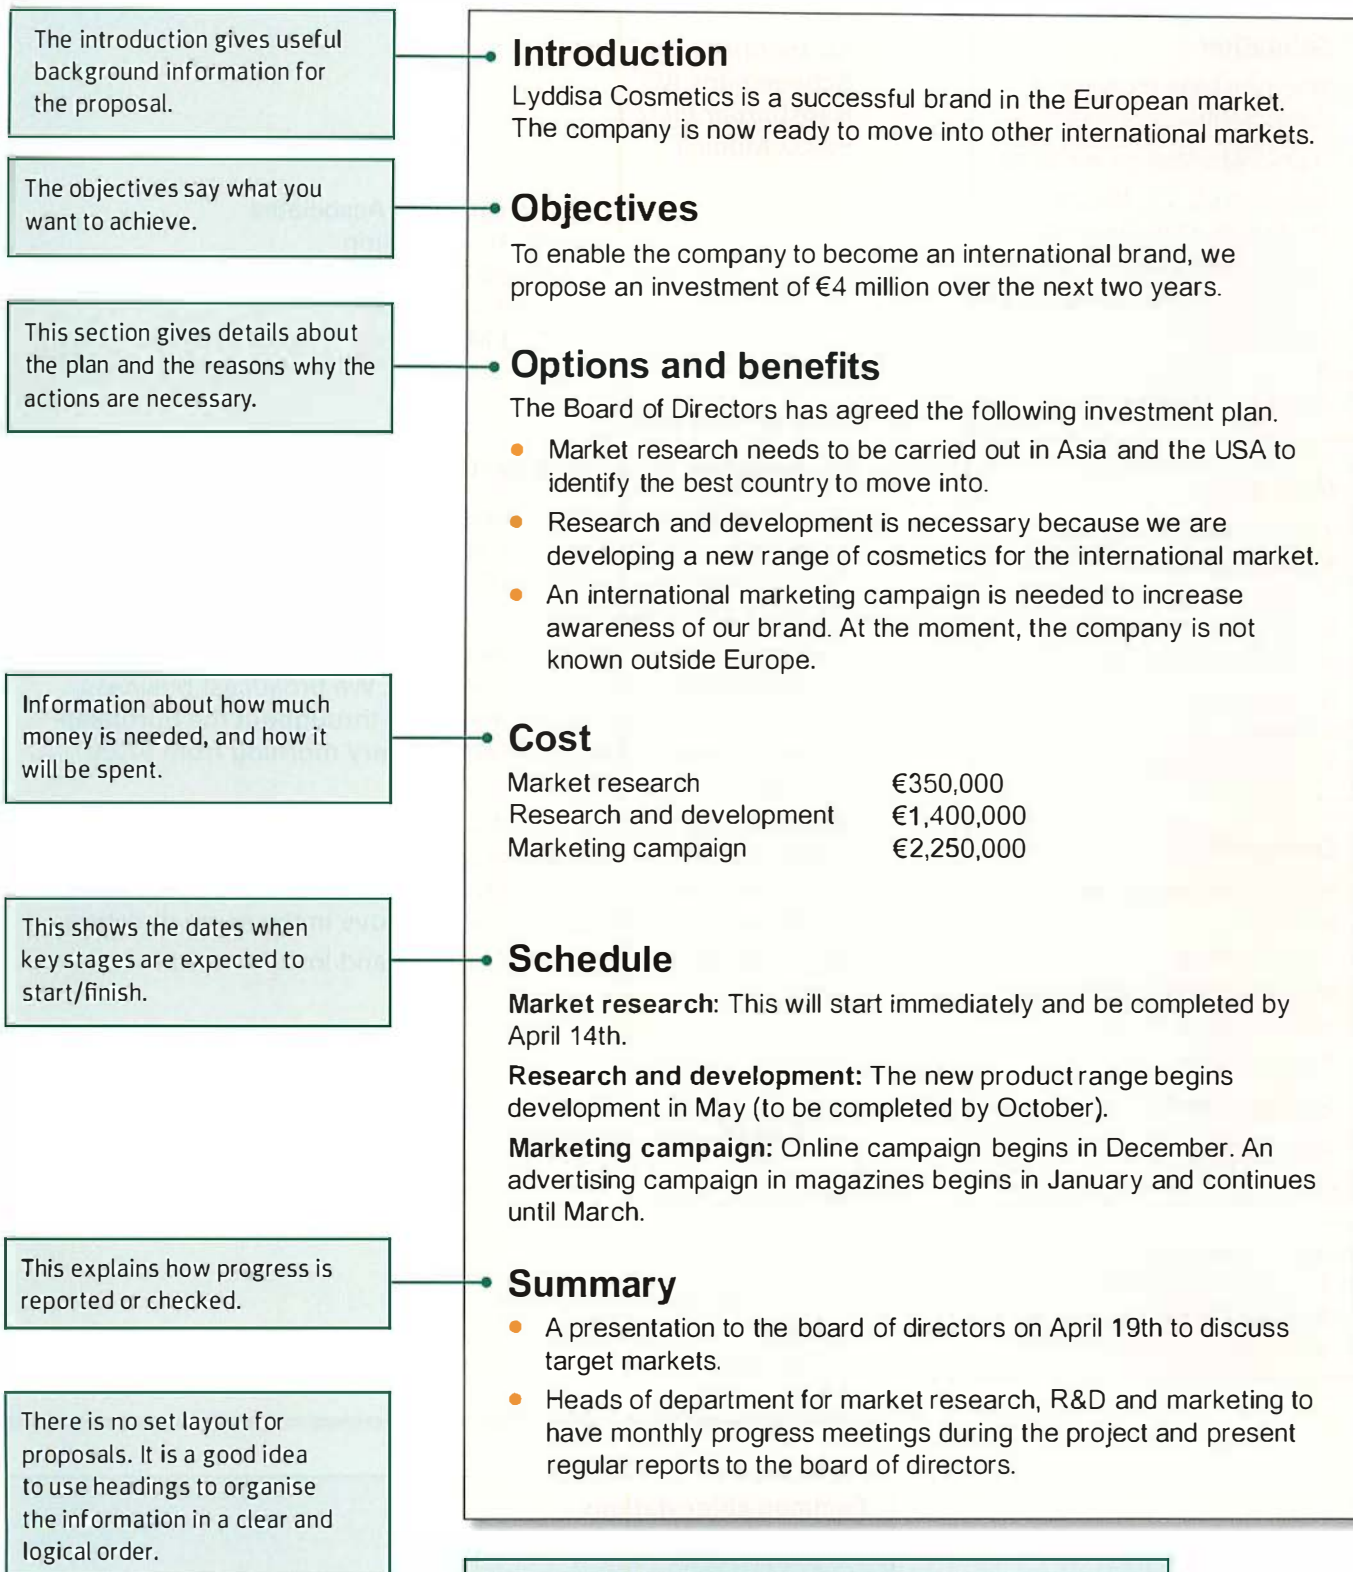 The introduction gives useful
background information for
the proposal.
Introduction
Lyddisa Cosmetics is a successful brand in the European market.
The company is now ready to move into other international markets.
The objectives say what you
want to achieve.
Objectives
To enable the company to become an international brand, we
propose an investment of €4 million over the next two years.
This section gives details about
the plan and the reasons why the
actions are necessary.
Options and benefits
The Board of Directors has agreed the following investment plan.
• Market research needs to be carried out in Asia and the USA to
identify the best country to move into.
• Research and development is necessary because we are
developing a new range of cosmetics for the international market.
• An international marketing campaign is needed to increase
awareness of our brand. At the moment, the company is not
known outside Europe.
Information about how much
money is needed, and how it
will be spent.
Cost
Market research €350,000
Research and development €1,400,000
Marketing campaign €2,250,000
This shows the dates when
key stages are expected to
start/finish.
Schedule
Market research: This will start immediately and be completed by
April 14th.
Research and development: The new product range begins
development in May (to be completed by October).
Marketing campaign: Online campaign begins in December. An
advertising campaign in magazines begins in January and continues
until March.
This explains how progress is
reported or checked.
Summary
• A presentation to the board of directors on April 19th to discuss
target markets.
• Heads of department for market research, R&D and marketing to
have monthly progress meetings during the project and present
regular reports to the board of directors.
There is no set layout for
proposals. It is a good idea
to use headings to organise
the information in a clear and
logical order.